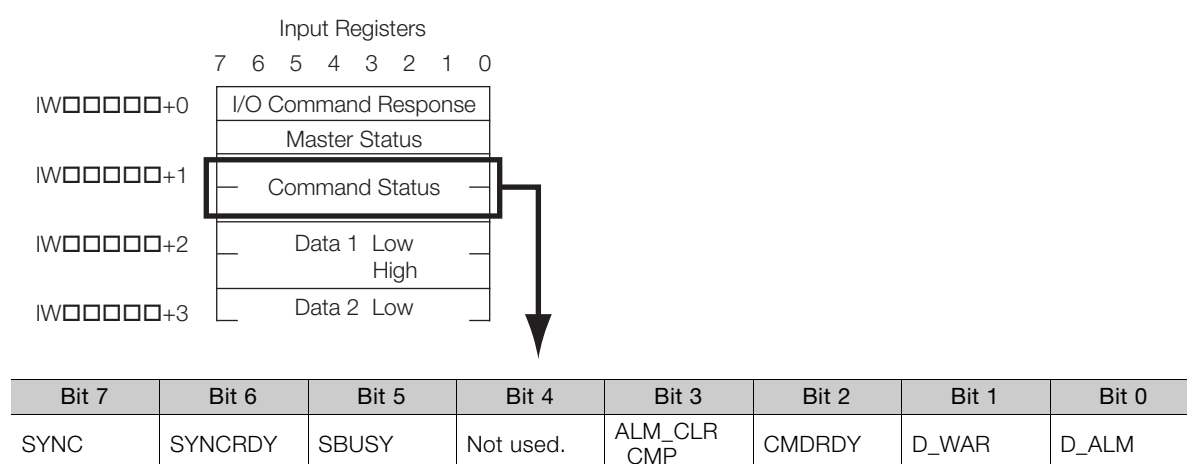 Input Registers
7 6 5 4 3 2 1 0
IW□□□□□+0 I/O Command Response
Master Status
IW□□□□□+1 Command Status
IW□□□□□+2 Data 1 Low
High
IW□□□□□+3 Data 2 Low
Bit 7 Bit 6 Bit 5 Bit 4 Bit 3 Bit 2 Bit 1 Bit 0
SYNC SYNCRDY SBUSY Not used. ALM_CLR CMP CMDRDY D_WAR D_ALM